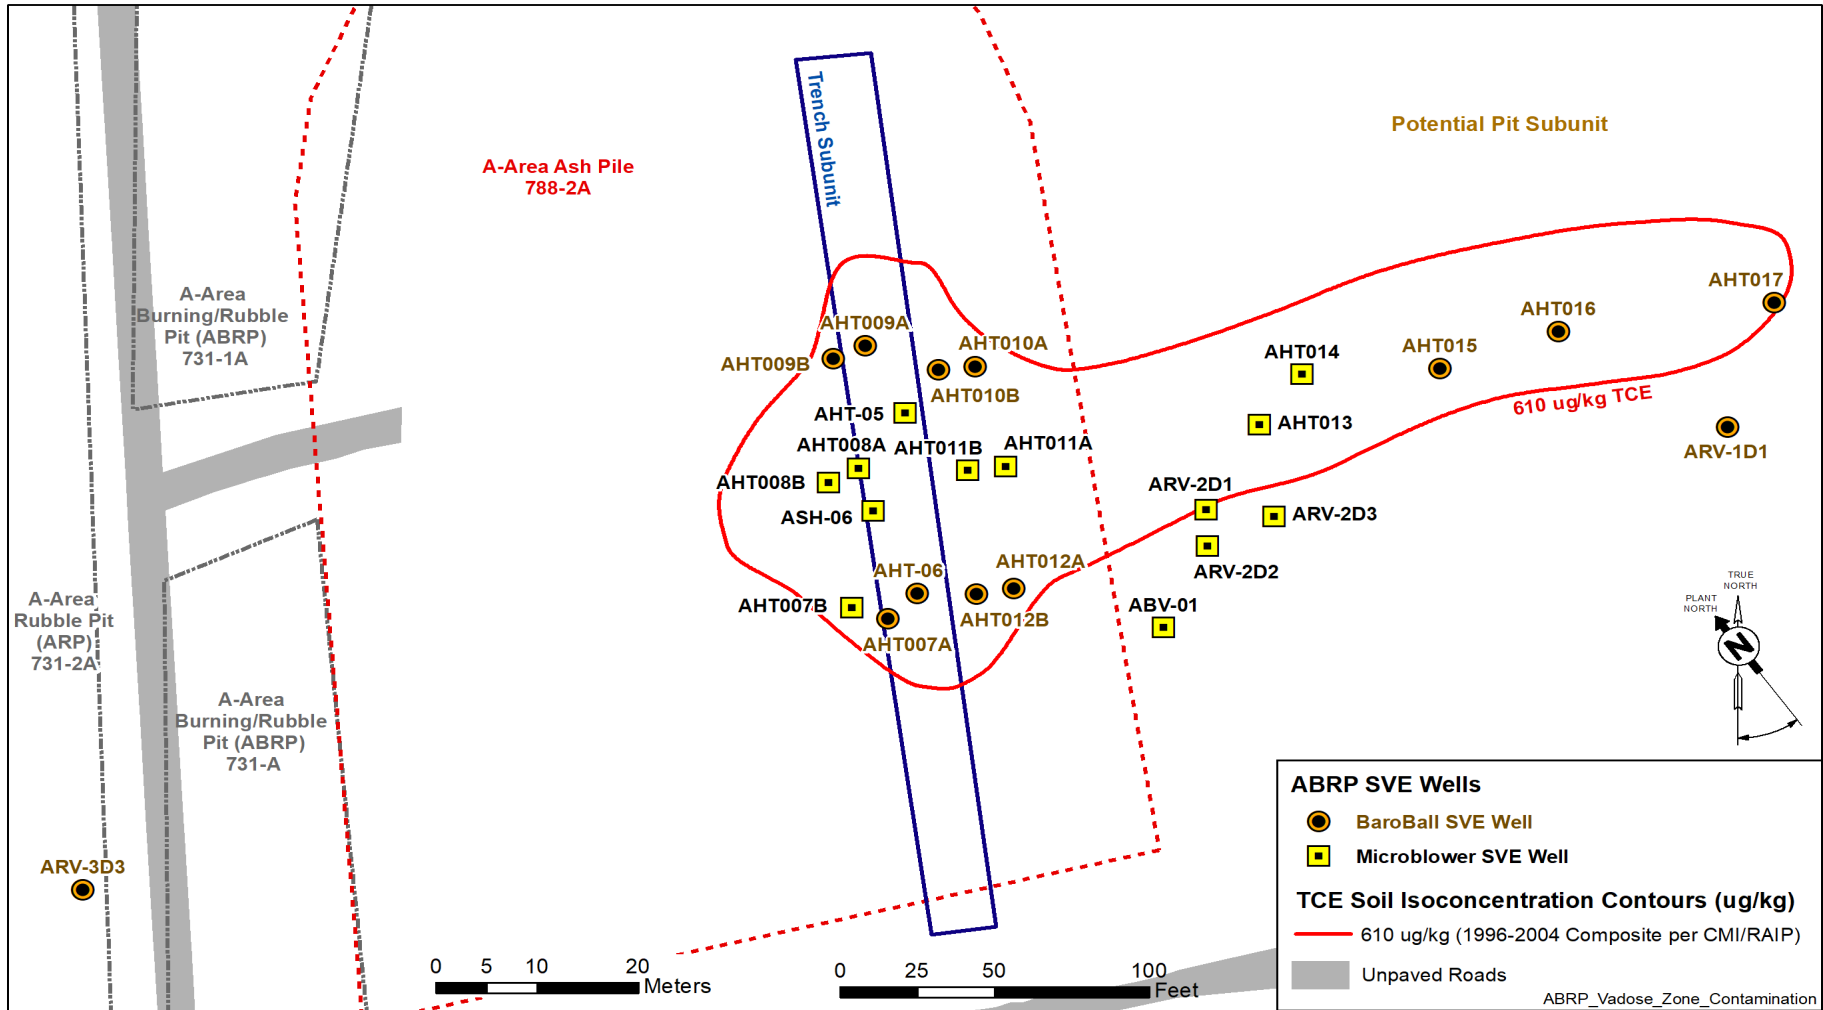 Trench Subunit
Potential Pit Subunit
A-Area Ash Pile
788-2A
A-Area
Burning/Rubble
Pit (ABRP)
731-1A
AHT017
AHT016
AHT009A
AHT010A
AHT009B
AHT014
AHT015
AHT010B
610 ug/kg TCE
AHT-05
AHT013
AHT008A
AHT011B
AHT011A
ARV-1D1
AHT008B
ARV-2D1
ASH-06
ARV-2D3
AHT-06
AHT012A
ARV-2D2
AHT007B
AHT012B
ABV-01
AHT007A
A-Area
Rubble Pit
(ARP)
731-2A
A-Area
Burning/Rubble
Pit (ABRP)
731-A
ARV-3D3
TRUE
NORTH
PLANT
NORTH
N
0 5 10 20
Meters
0 25 50 100
Feet
ABRP SVE Wells
BaroBall SVE Well
Microblower SVE Well
TCE Soil Isoconcentration Contours (ug/kg)
610 ug/kg (1996-2004 Composite per CMI/RAIP)
Unpaved Roads
ABRP_Vadose_Zone_Contamination